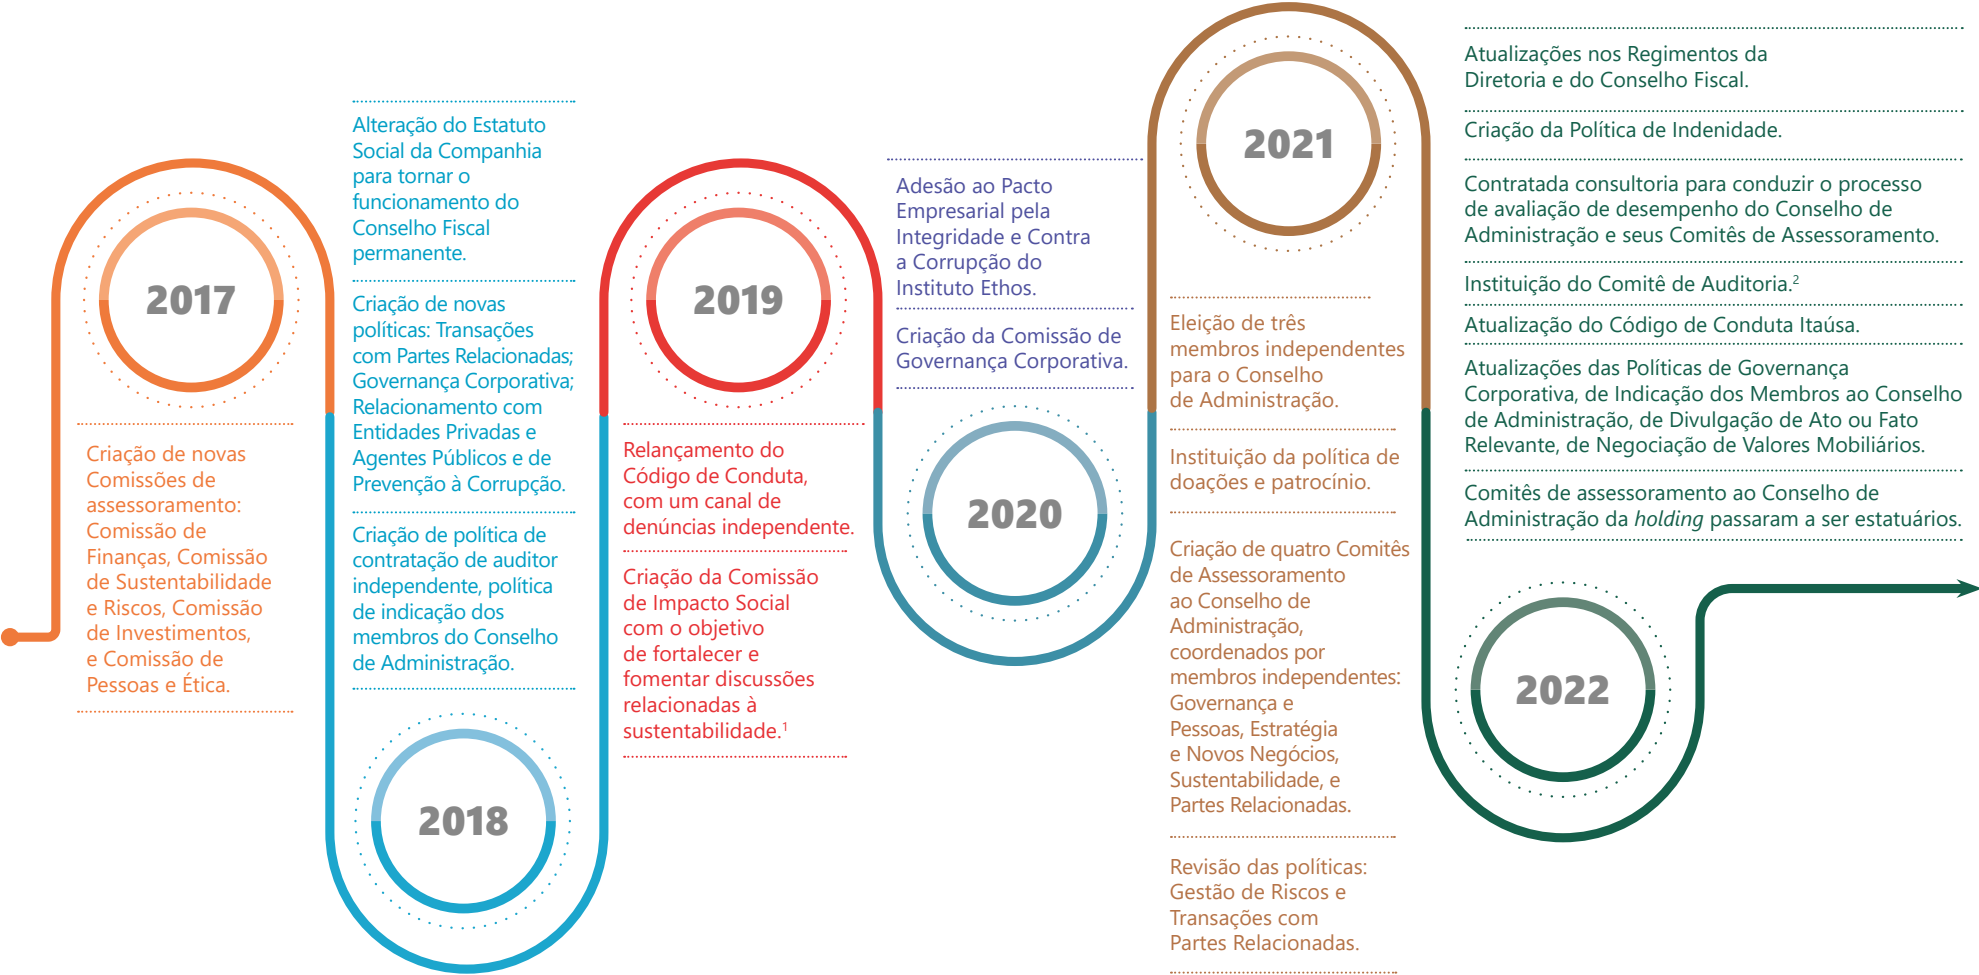 2017
Criação de novas
Comissões de
assessoramento:
Comissão de
Finanças, Comissão
de Sustentabilidade
e Riscos, Comissão
de Investimentos,
e Comissão de
Pessoas e Ética.
Alteração do Estatuto
Social da Companhia
para tornar o
funcionamento do
Conselho Fiscal
permanente.
Criação de novas
políticas: Transações
com Partes Relacionadas;
Governança Corporativa;
Relacionamento com
Entidades Privadas e
Agentes Públicos e de
Prevenção à Corrupção.
Criação de política de
contratação de auditor
independente, política
de indicação dos
membros do Conselho
de Administração.
2018
2019
Relançamento do
Código de Conduta,
com um canal de
denúncias independente.
Criação da Comissão
de Impacto Social
com o objetivo
de fortalecer e
fomentar discussões
relacionadas à
sustentabilidade.¹
Adesão ao Pacto
Empresarial pela
Integridade e Contra
a Corrupção do
Instituto Ethos.
Criação da Comissão de
Governança Corporativa.
2020
2021
Eleição de três
membros independentes
para o Conselho
de Administração.
Instituição da política de
doações e patrocínio.
Criação de quatro Comitês
de Assessoramento
ao Conselho de
Administração,
coordenados por
membros independentes:
Governança e
Pessoas, Estratégia
e Novos Negócios,
Sustentabilidade, e
Partes Relacionadas.
Revisão das políticas:
Gestão de Riscos e
Transações com
Partes Relacionadas.
Atualizações nos Regimentos da
Diretoria e do Conselho Fiscal.
Criação da Política de Indenidade.
Contratada consultoria para conduzir o processo
de avaliação de desempenho do Conselho de
Administração e seus Comitês de Assessoramento.
Instituição do Comitê de Auditoria.²
Atualização do Código de Conduta Itaúsa.
Atualizações das Políticas de Governança
Corporativa, de Indicação dos Membros ao Conselho
de Administração, de Divulgação de Ato ou Fato
Relevante, de Negociação de Valores Mobiliários.
Comitês de assessoramento ao Conselho de
Administração da holding passaram a ser estatuários.
2022